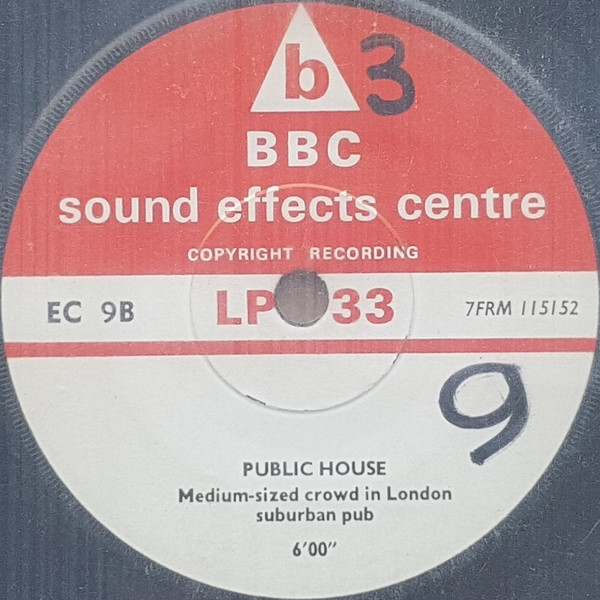 b 3
BBC
sound effects centre
COPYRIGHT RECORDING
EC 9B LP 33 7FRM 115152
9
PUBLIC HOUSE
Medium-sized crowd in London
suburban pub
6'00"